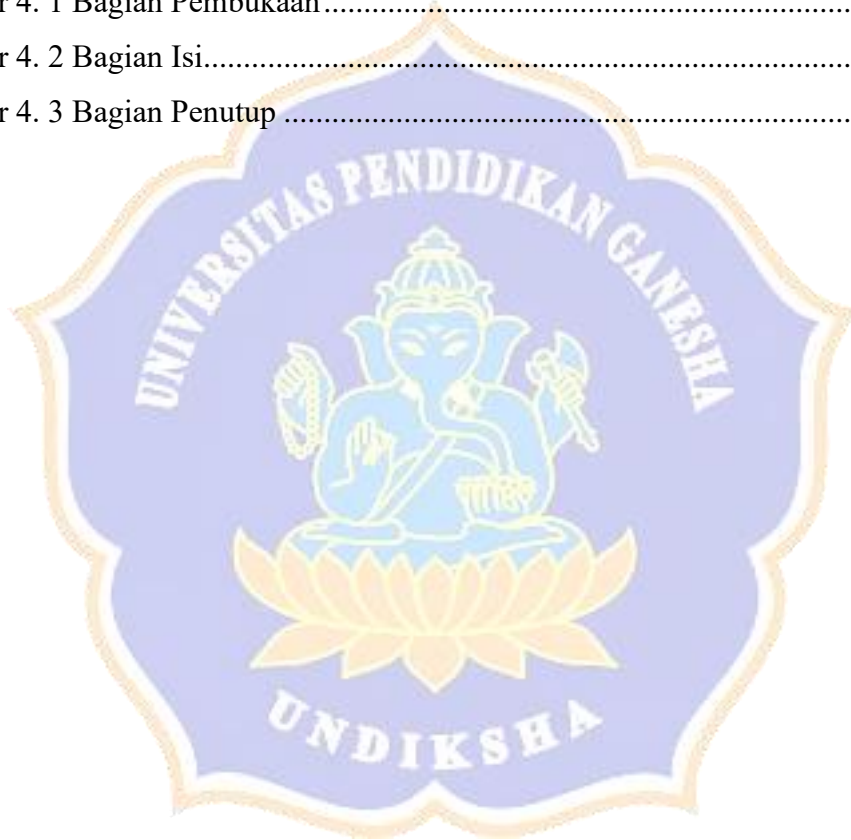 r 4. 1 Bagian Pembukaan..........................................................................
r 4. 2 Bagian Isi.........................................................................................
r 4. 3 Bagian Penutup ...............................................................................
UNIVERSITAS PENDIDIKAN GANESHA
UNDIKSHA